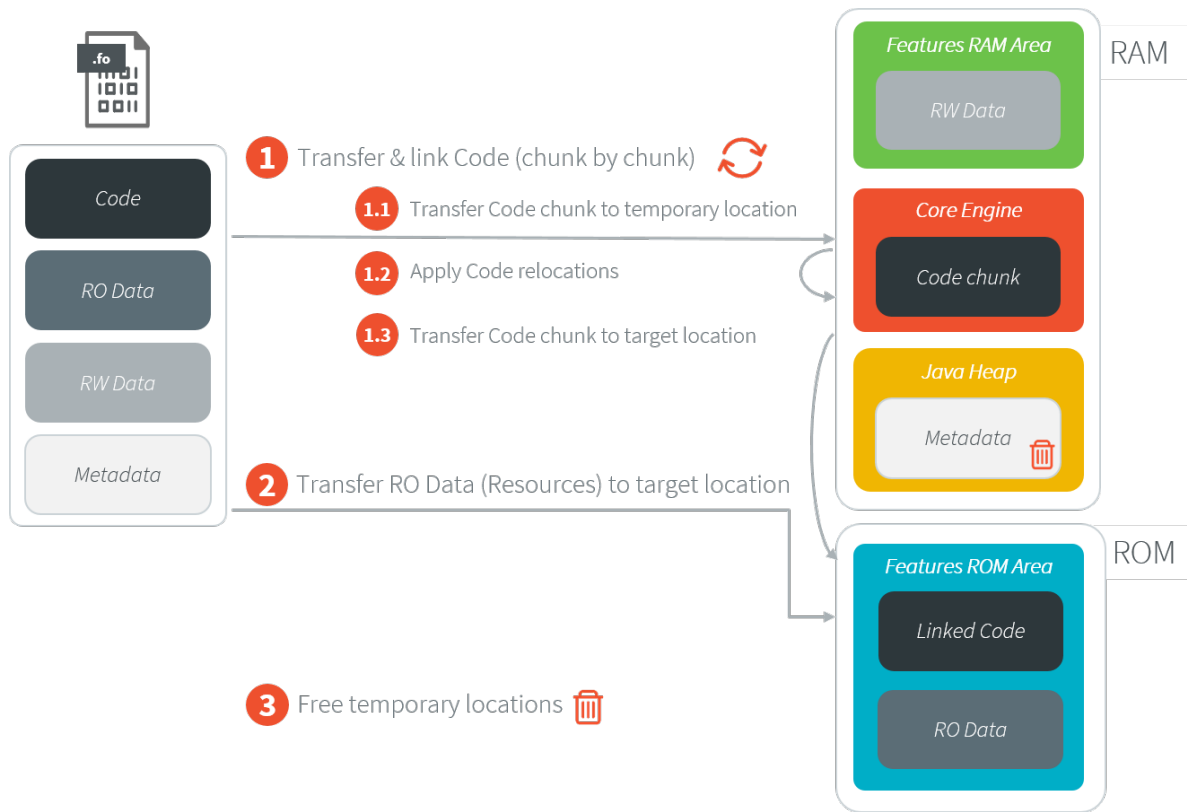 .fo
Code
RO Data
RW Data
Metadata
1 Transfer & link Code (chunk by chunk)
1.1 Transfer Code chunk to temporary location
1.2 Apply Code relocations
1.3 Transfer Code chunk to target location
2 Transfer RO Data (Resources) to target location
3 Free temporary locations
RAM
Features RAM Area
RW Data
Core Engine
Code chunk
Java Heap
Metadata
ROM
Features ROM Area
Linked Code
RO Data